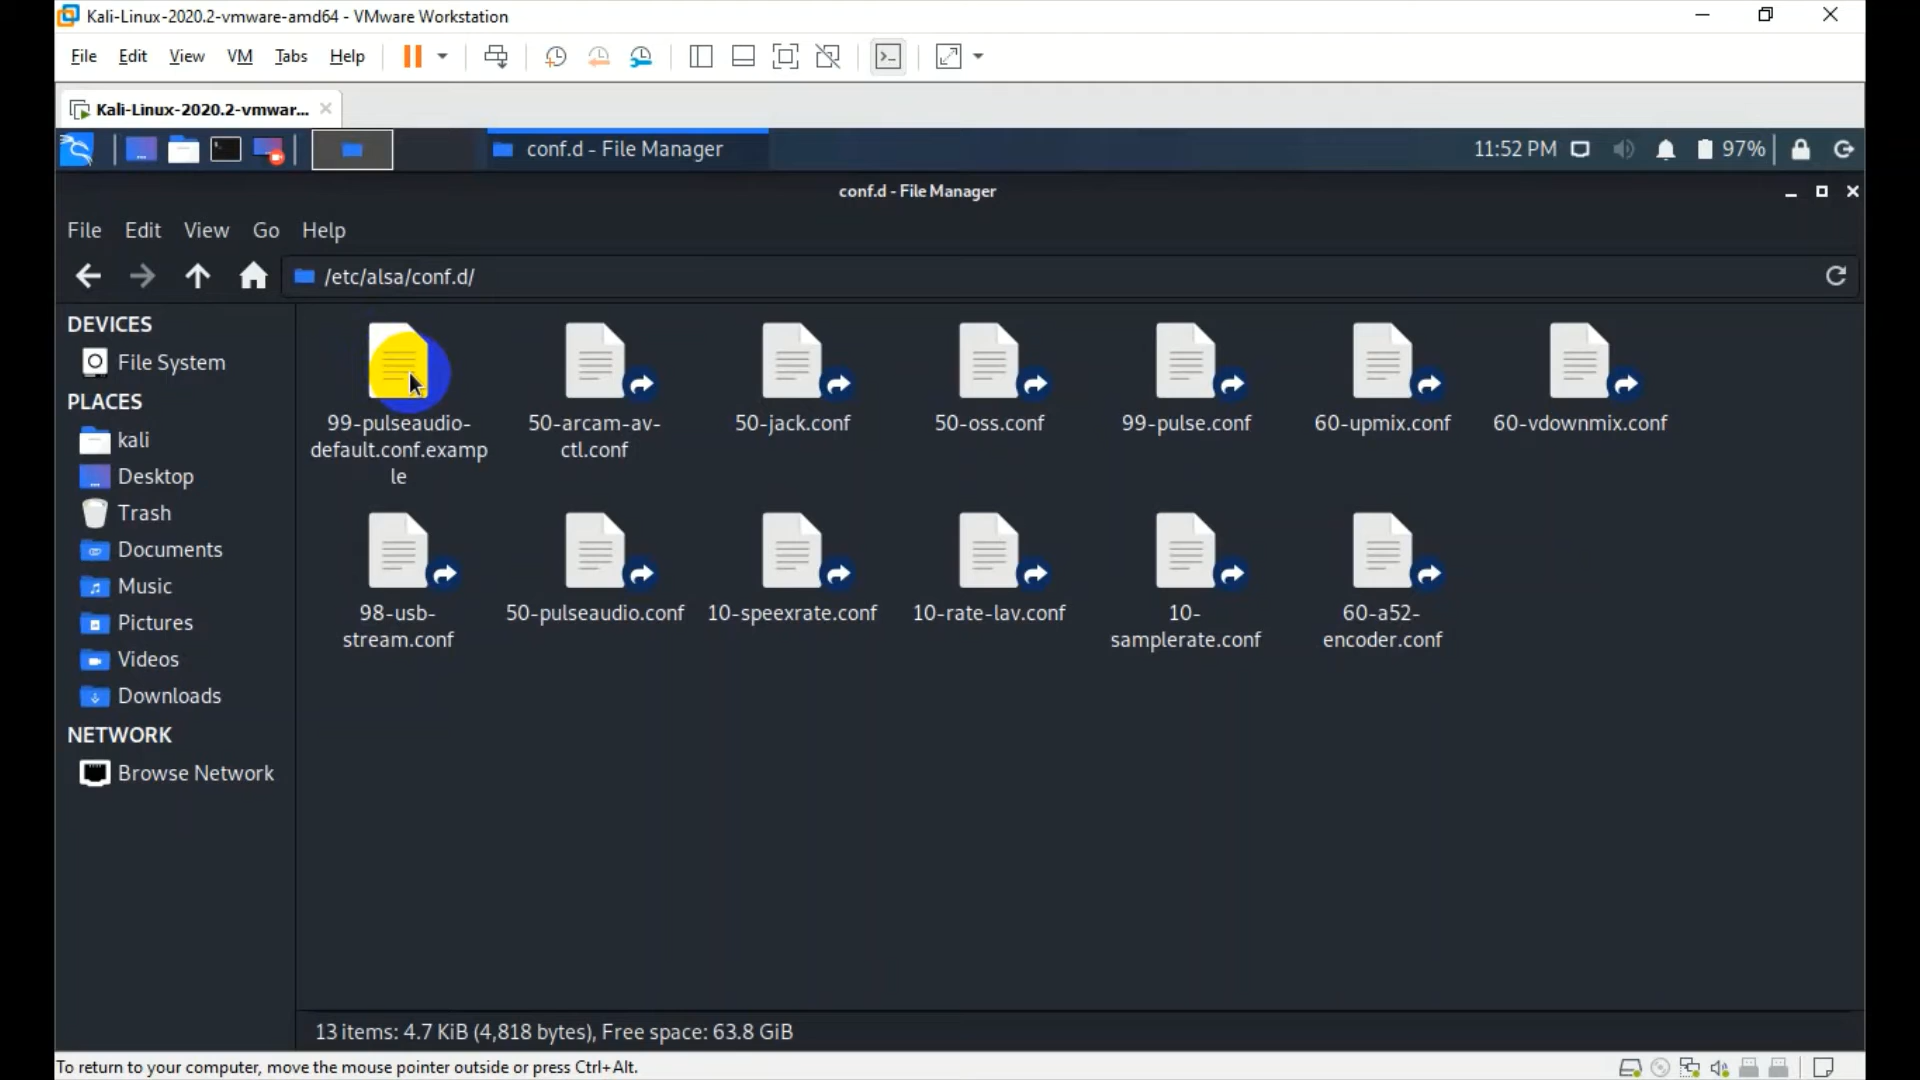 Kali-Linux-2020.2-vmware-amd64 - VMware Workstation
File Edit View VM Tabs Help
Kali-Linux-2020.2-vmwar...
conf.d - File Manager
11:52 PM
97%
conf.d - File Manager
File Edit View Go Help
/etc/alsa/conf.d/
DEVICES
File System
PLACES
kali
Desktop
Trash
Documents
Music
Pictures
Videos
Downloads
NETWORK
Browse Network
99-pulseaudio-
default.conf.examp
le
50-arcam-av-
ctl.conf
50-jack.conf
50-oss.conf
99-pulse.conf
60-upmix.conf
60-vdownmix.conf
98-usb-
stream.conf
50-pulseaudio.conf
10-speexrate.conf
10-rate-lav.conf
10-
samplerate.conf
60-a52-
encoder.conf
13 items: 4.7 KiB (4,818 bytes), Free space: 63.8 GiB
To return to your computer, move the mouse pointer outside or press Ctrl+Alt.